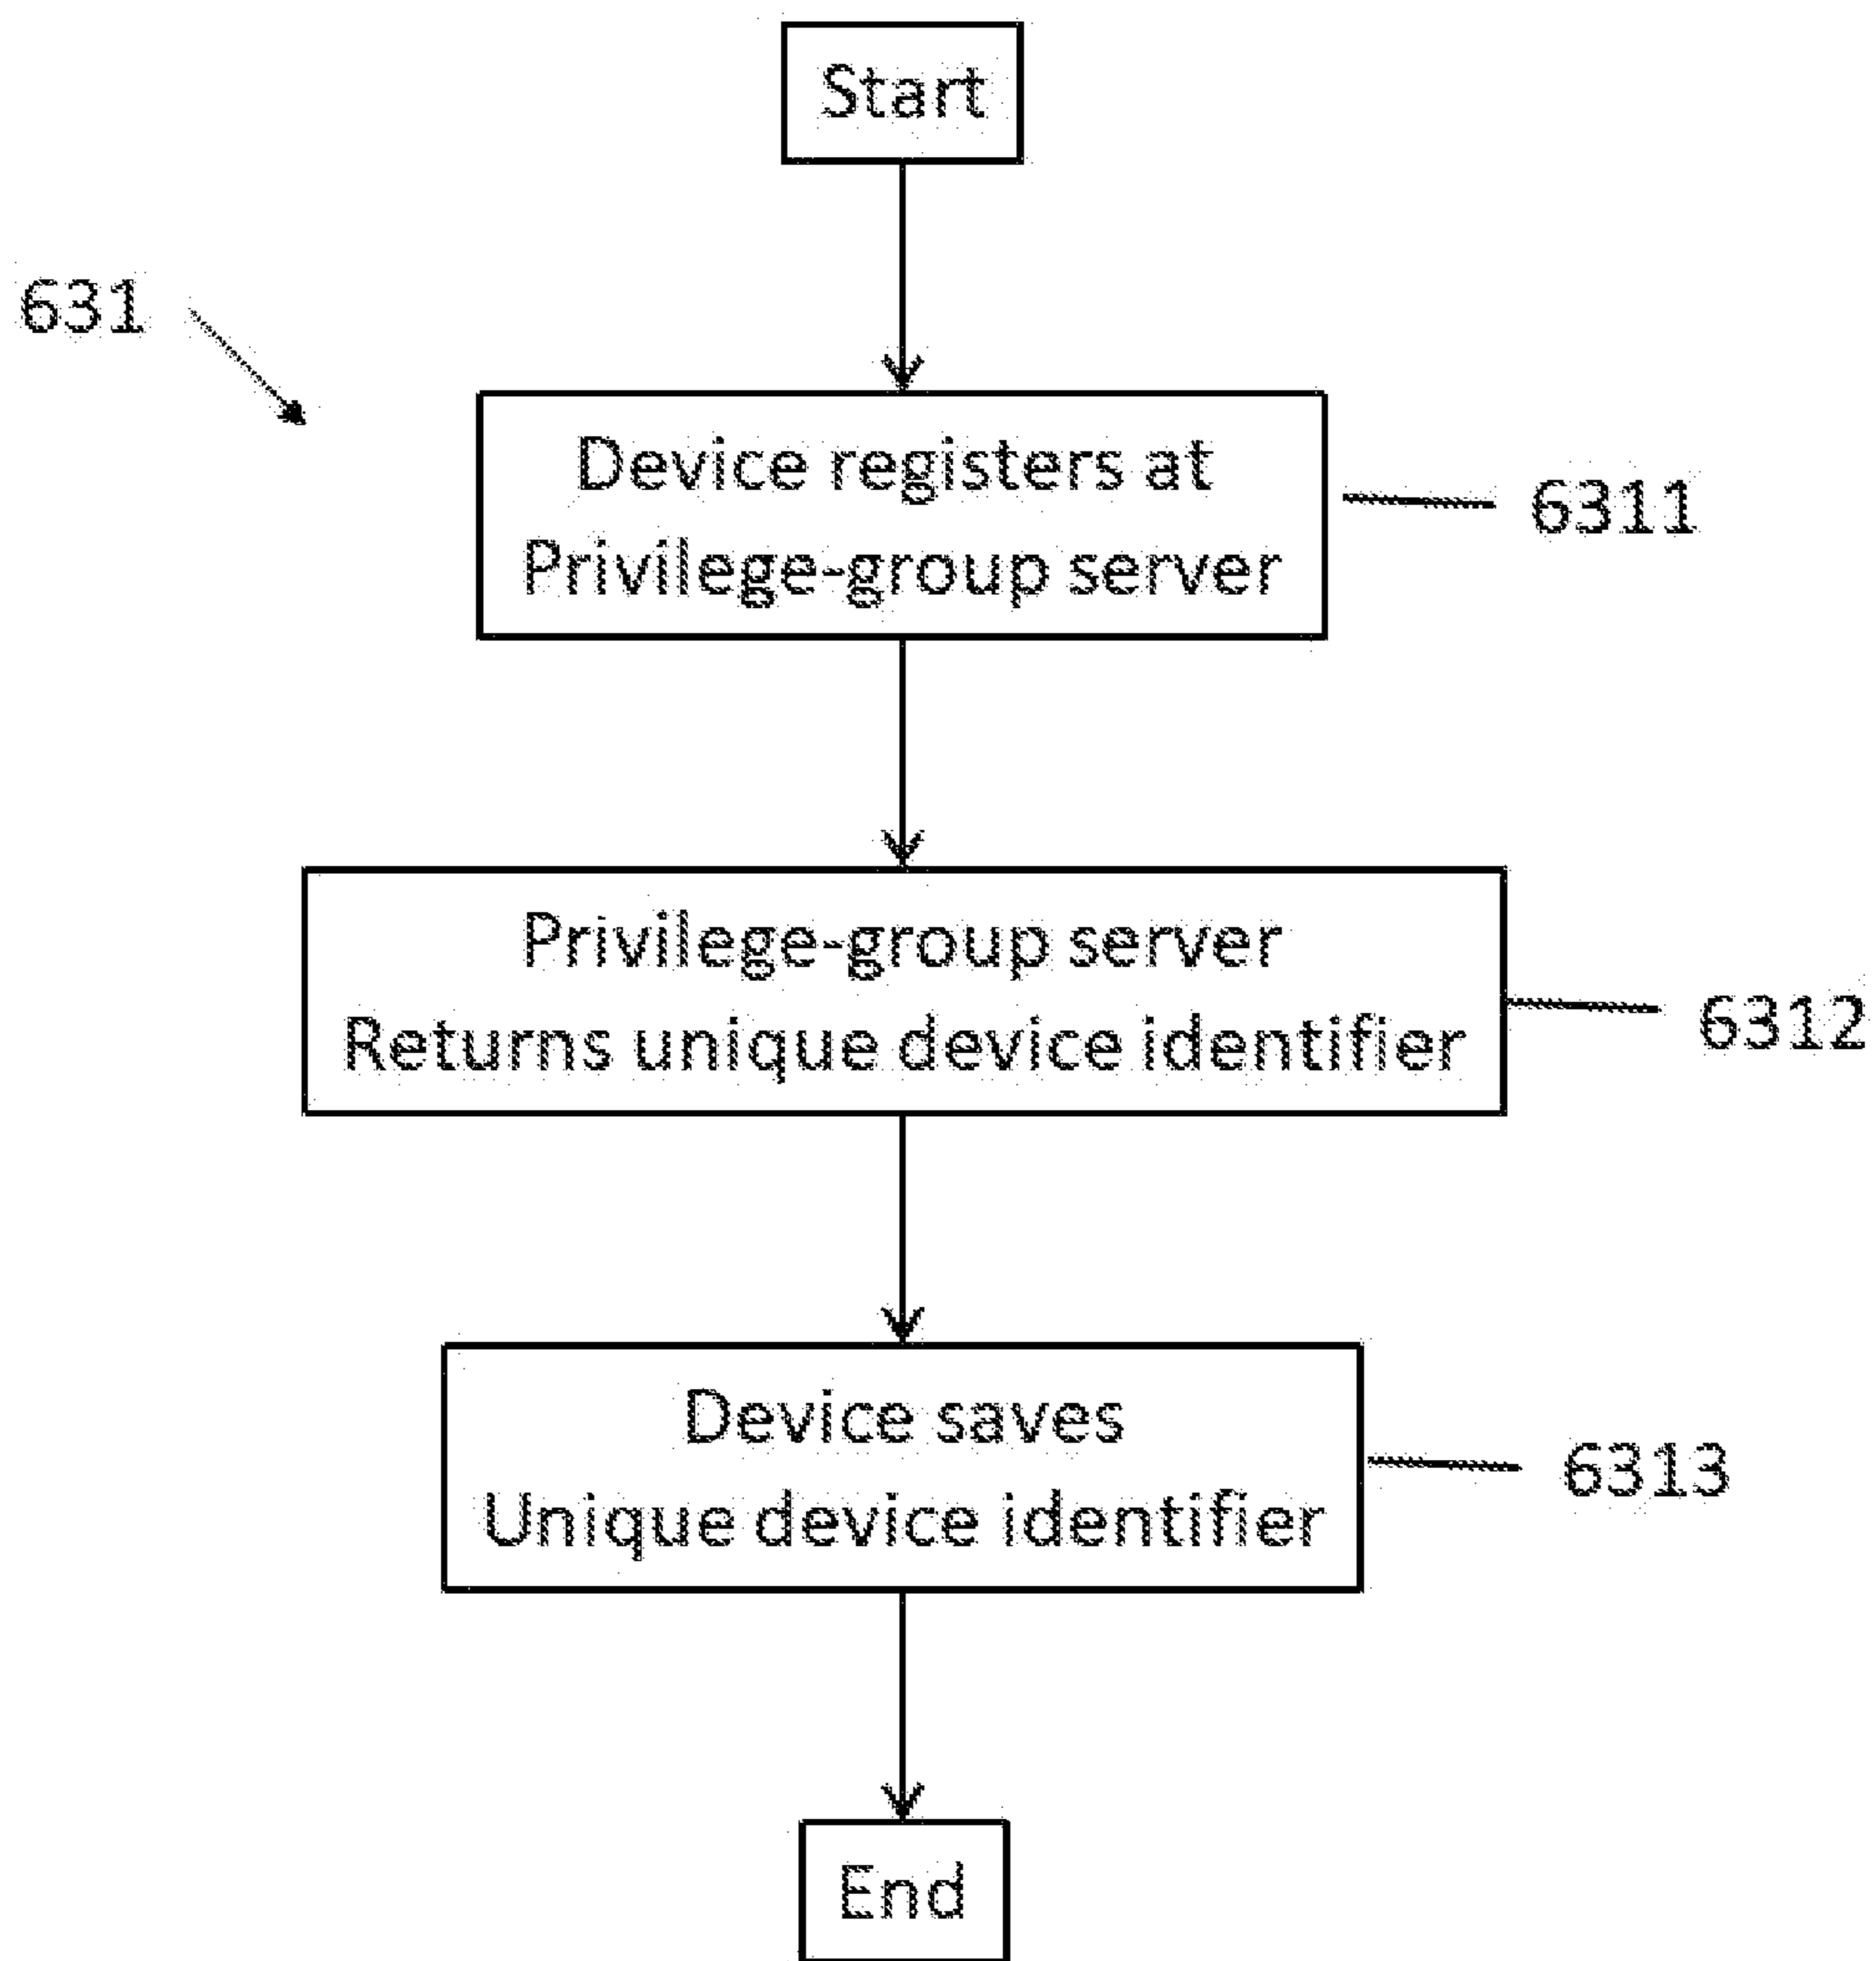 Start
631
Device registers at
Privilege-group server
6311
Privilege-group server
Returns unique device identifier
6312
Device saves
Unique device identifier
6313
End